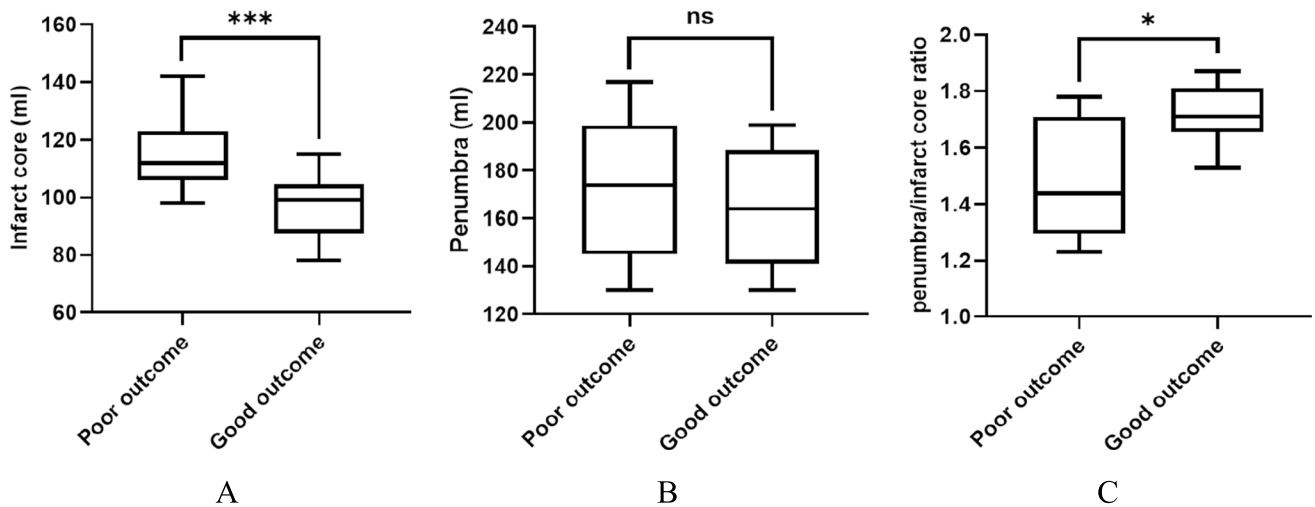 Infarct core (ml)
160
140
120
100
80
60
***
Poor outcome
Good outcome
A
Penumbra (ml)
240
220
200
180
160
140
120
ns
Poor outcome
Good outcome
B
penumbra/infarct core ratio
2.0
1.8
1.6
1.4
1.2
1.0
*
Poor outcome
Good outcome
C